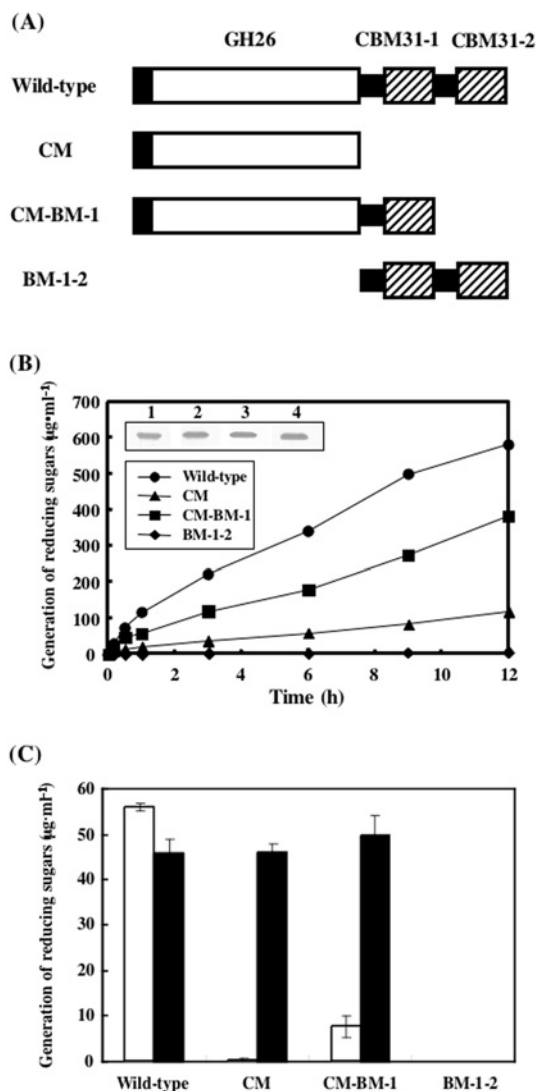 (A)
GH26 CBM31-1 CBM31-2
Wild-type
CM
CM-BM-1
BM-1-2
(B)
Generation of reducing sugars (μg·ml⁻¹)
700
600
500
400
300
200
100
0
1 2 3 4
Wild-type
CM
CM-BM-1
BM-1-2
0 2 4 6 8 10 12
Time (h)
(C)
Generation of reducing sugars (μg·ml⁻¹)
60
50
40
30
20
10
0
Wild-type CM CM-BM-1 BM-1-2